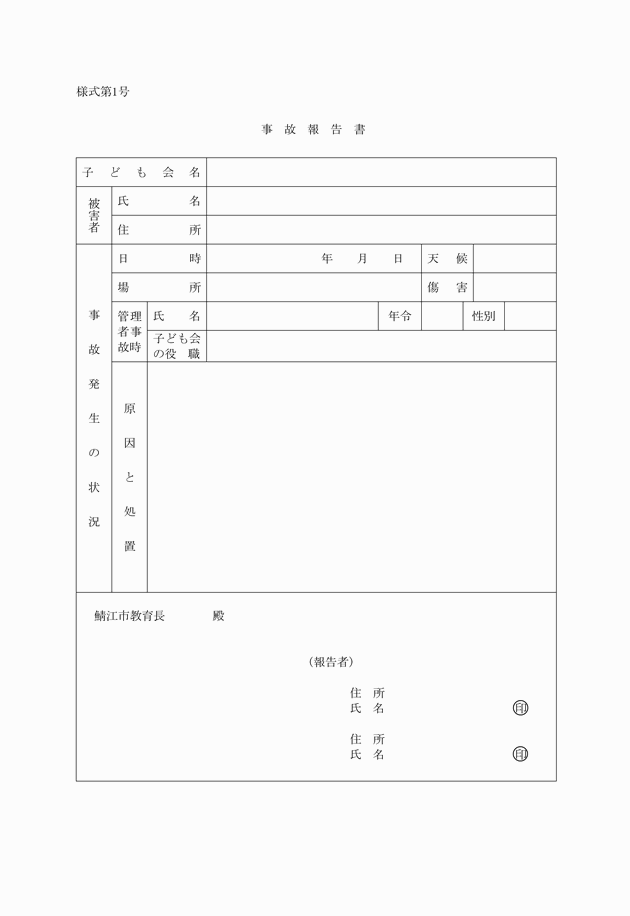 様式第1号
事故報告書
子ども会名
被害者
氏名
住所
事故発生の状況
日時
年 月 日
天候
場所
傷害
管理
者事
故時
氏名
年令
性別
子ども会
の役職
原因と処置
鯖江市教育長 殿
（報告者）
住所
氏名 印
住所
氏名 印